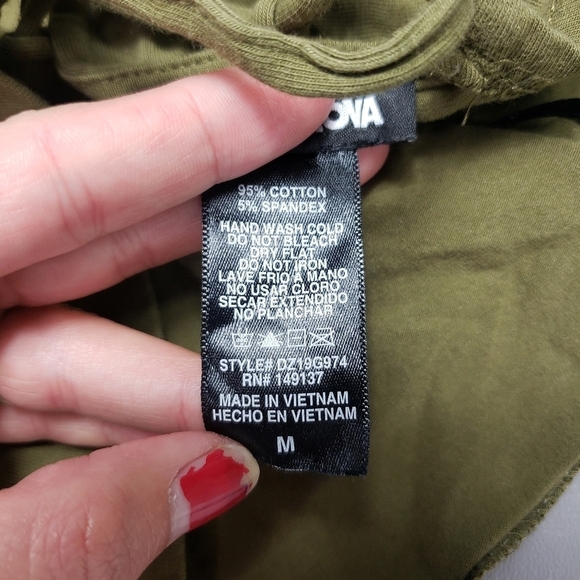 95% COTTON
5% SPANDEX
HAND WASH COLD
DO NOT BLEACH
DRY FLAT
DO NOT IRON
LAVE FRIO A MANO
NO USAR CLORO
SECAR EXTENDIDO
NO PLANCHAR
STYLE# DZ19G974
RN# 149137
MADE IN VIETNAM
HECHO EN VIETNAM
M